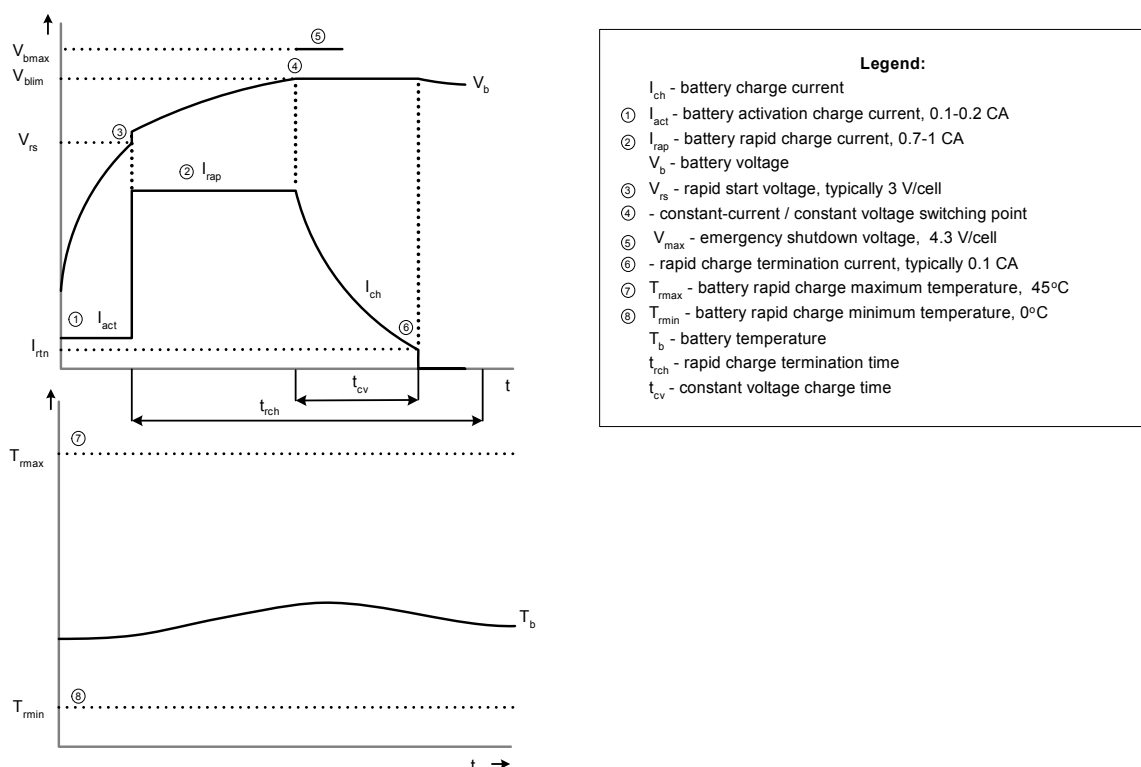 ⑤
V_bmax
④
V_blim
V_b
③
V_rs
② I_rap
I_ch
① I_act
⑥
I_rtn
t
t_cv
t_rch
⑦
T_rmax
T_b
⑧
T_rmin
t
Legend:
I_ch - battery charge current
① I_act - battery activation charge current, 0.1-0.2 CA
② I_rap - battery rapid charge current, 0.7-1 CA
V_b - battery voltage
③ V_rs - rapid start voltage, typically 3 V/cell
④ - constant-current / constant voltage switching point
⑤ V_max - emergency shutdown voltage, 4.3 V/cell
⑥ - rapid charge termination current, typically 0.1 CA
⑦ T_rmax - battery rapid charge maximum temperature, 45°C
⑧ T_rmin - battery rapid charge minimum temperature, 0°C
T_b - battery temperature
t_rch - rapid charge termination time
t_cv - constant voltage charge time